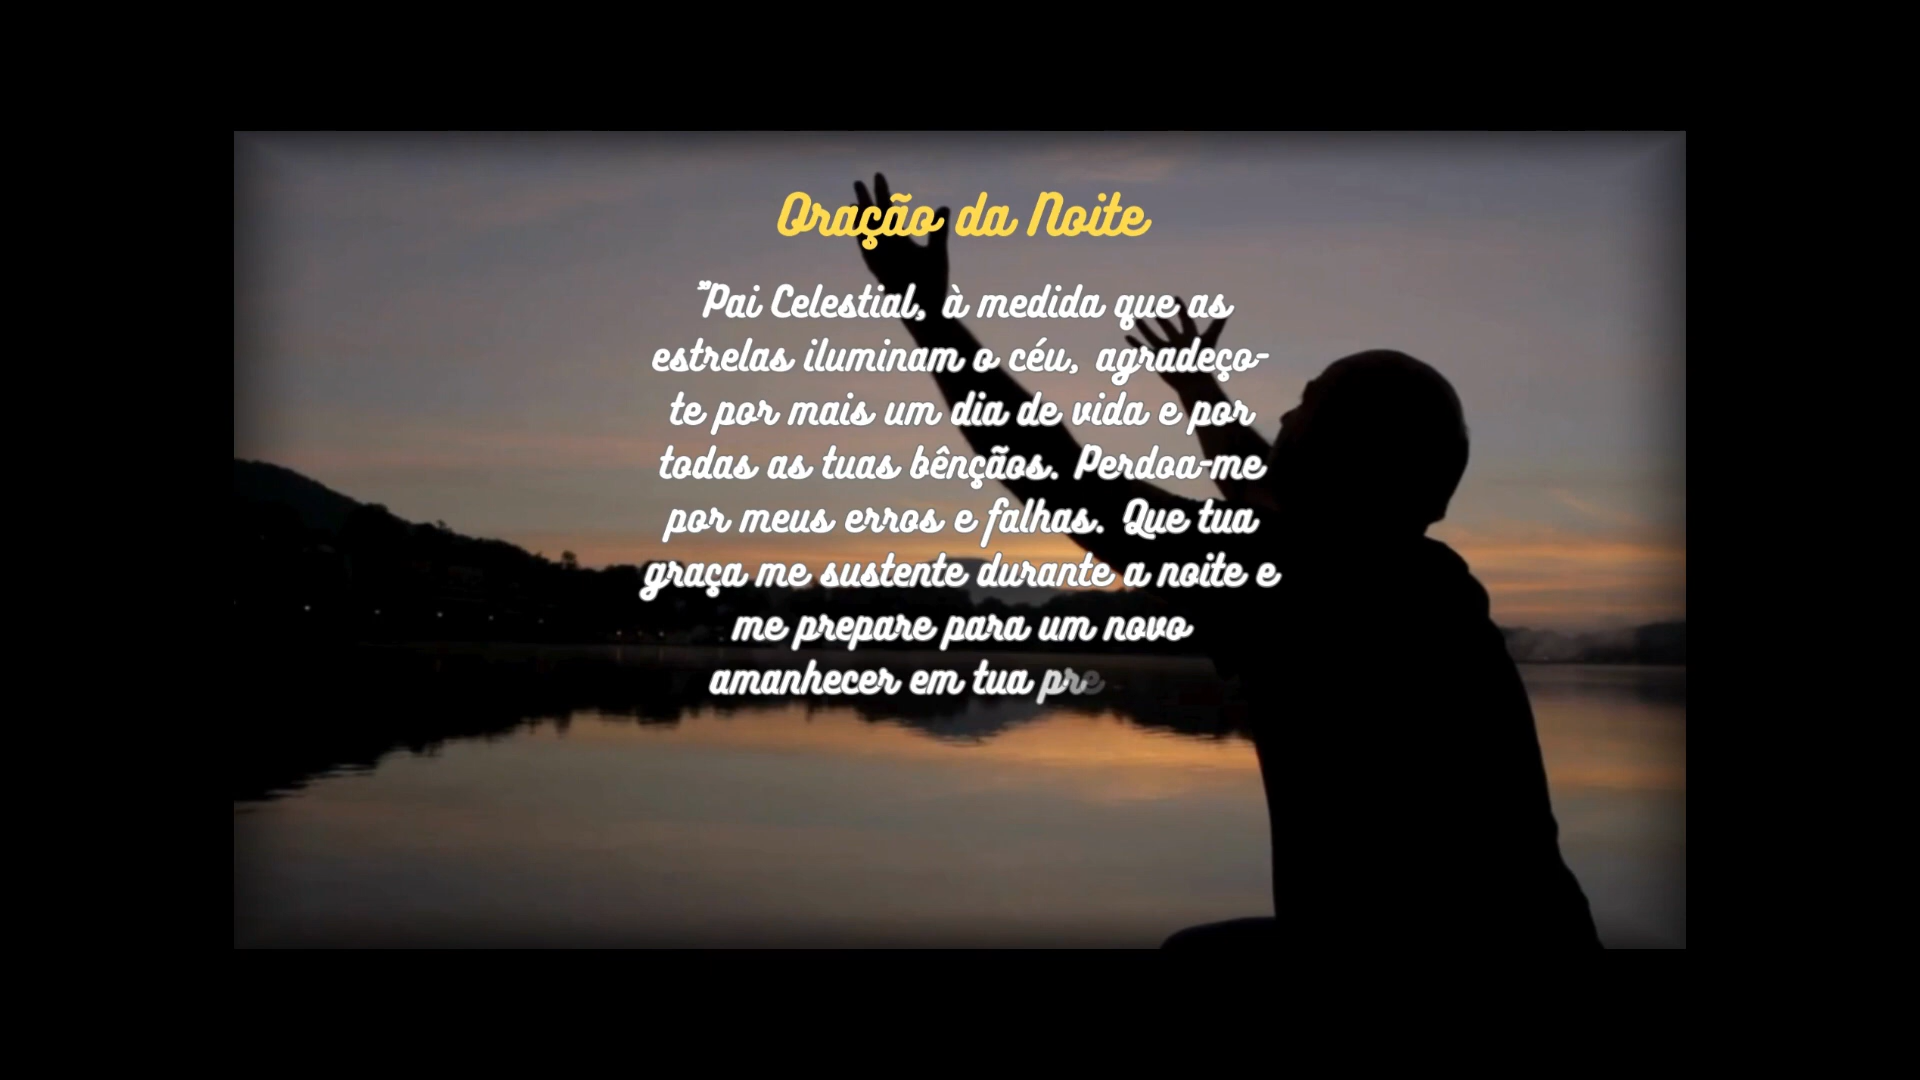 Oração da Noite
"Pai Celestial, à medida que as
estrelas iluminam o céu, agradeço-
te por mais um dia de vida e por
todas as tuas bênçãos. Perdoa-me
por meus erros e falhas. Que tua
graça me sustente durante a noite e
me prepare para um novo
amanhecer em tua pre